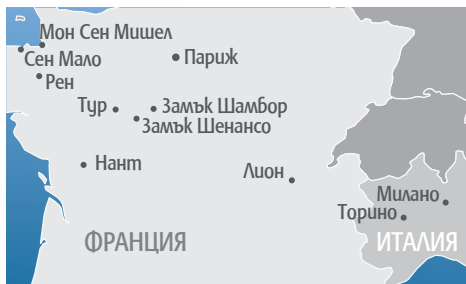 Мон Сен Мишел
Сен Мало
Париж
Рен
Тур
Замък Шамбор
Замък Шенансо
Нант
Лион
Милано
Торино
ФРАНЦИЯ
ИТАЛИЯ